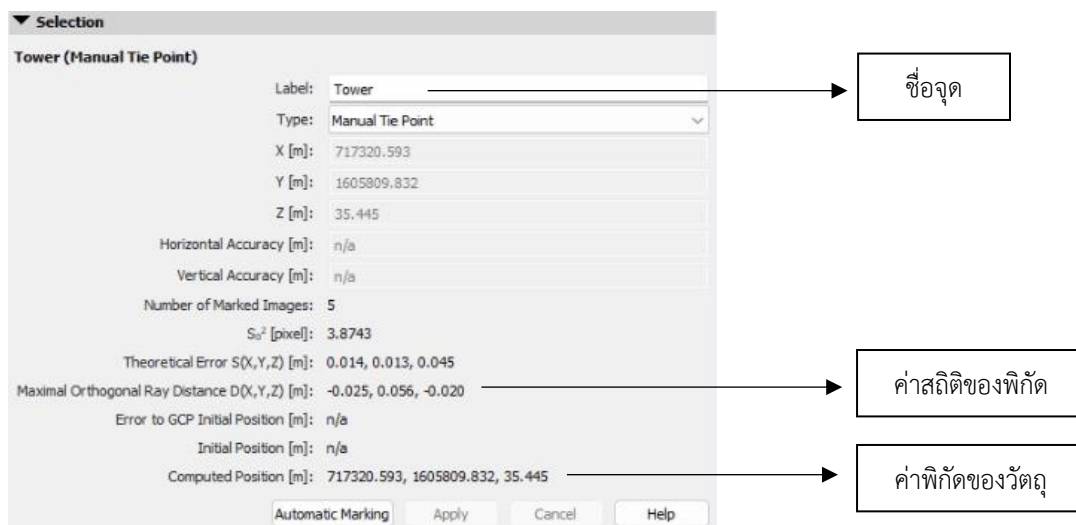 ▼ Selection
Tower (Manual Tie Point)
Label: Tower
ชื่อจุด
Type: Manual Tie Point
X [m]: 717320.593
Y [m]: 1605809.832
Z [m]: 35.445
Horizontal Accuracy [m]: n/a
Vertical Accuracy [m]: n/a
Number of Marked Images: 5
S₀² [pixel]: 3.8743
Theoretical Error S(X,Y,Z) [m]: 0.014, 0.013, 0.045
Maximal Orthogonal Ray Distance D(X,Y,Z) [m]: -0.025, 0.056, -0.020
ค่าสถิติของพิกัด
Error to GCP Initial Position [m]: n/a
Initial Position [m]: n/a
Computed Position [m]: 717320.593, 1605809.832, 35.445
ค่าพิกัดของวัตถุ
Automatic Marking Apply Cancel Help